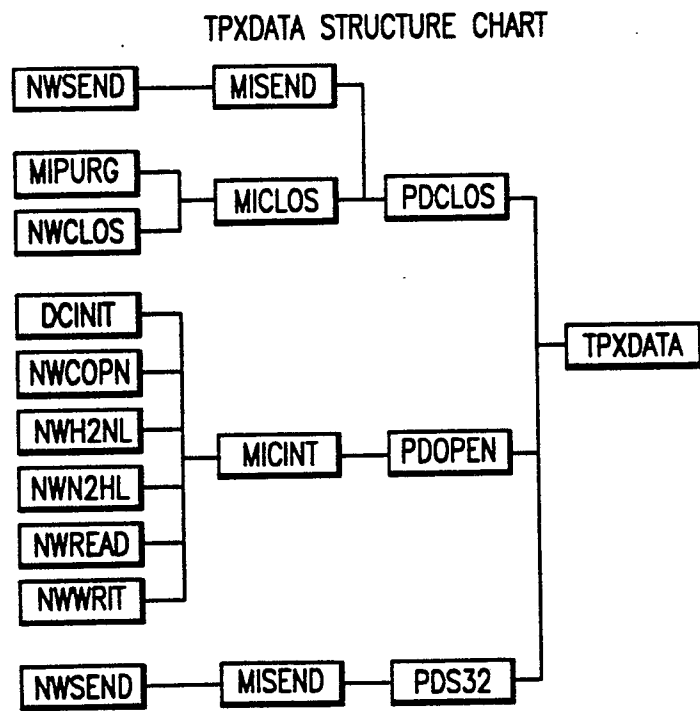 TPXDATA STRUCTURE CHART
NWSEND MISEND
MIPURG
NWCLOS MICLOS PDCLOS
DCINIT
NWCOPN
NWH2NL
NWN2HL
NWREAD
NWWRIT
MICINT PDOPEN TPXDATA
NWSEND MISEND PDS32